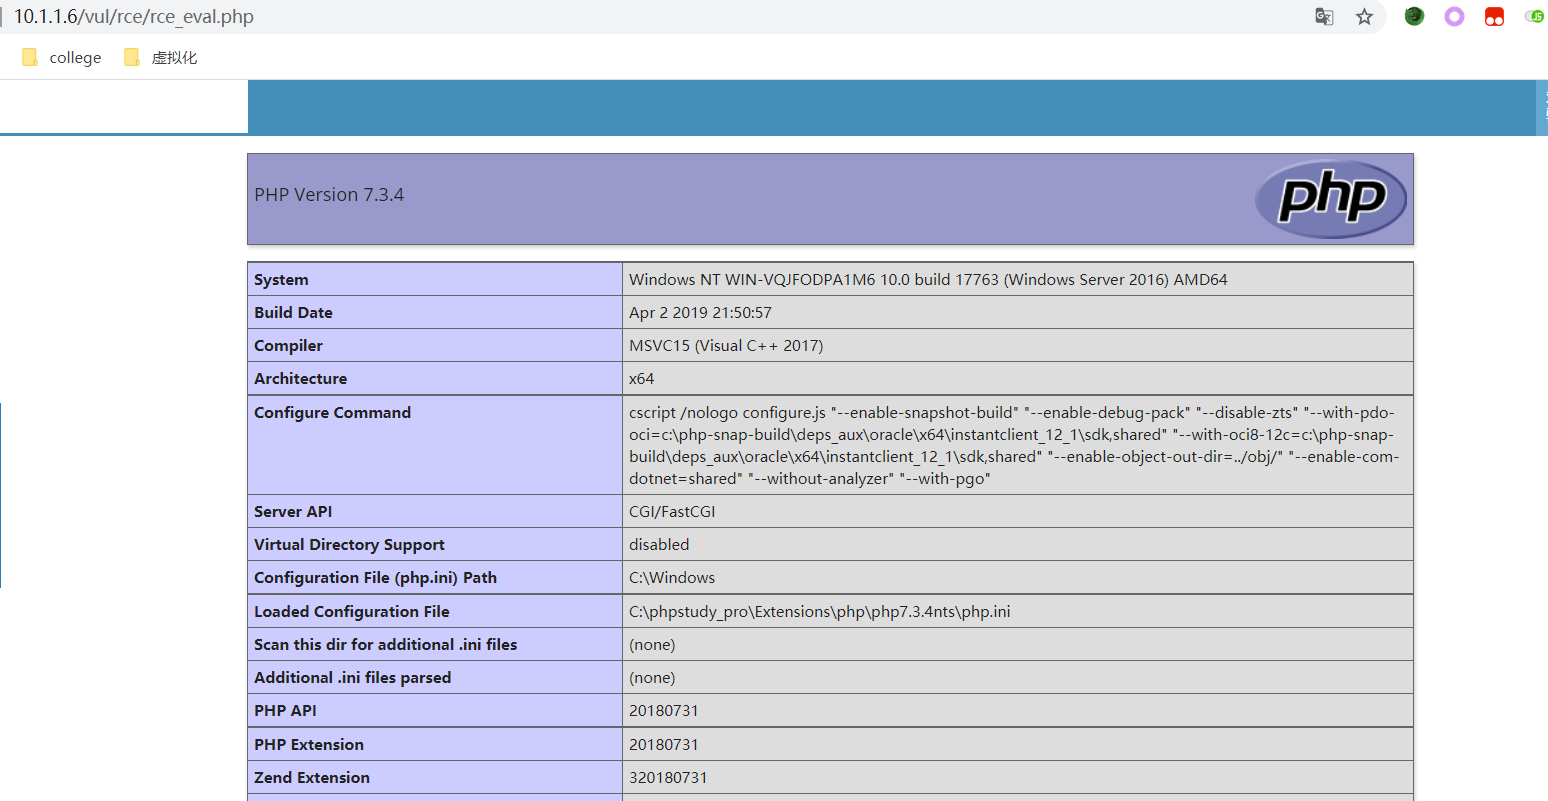 10.1.1.6/vul/rce/rce_eval.php
college
虚拟化
PHP Version 7.3.4
php
System
Windows NT WIN-VQJFODPA1M6 10.0 build 17763 (Windows Server 2016) AMD64
Build Date
Apr 2 2019 21:50:57
Compiler
MSVC15 (Visual C++ 2017)
Architecture
x64
Configure Command
cscript /nologo configure.js "--enable-snapshot-build" "--enable-debug-pack" "--disable-zts" "--with-pdo-
oci=c:\php-snap-build\deps_aux\oracle\x64\instantclient_12_1\sdk,shared" "--with-oci8-12c=c:\php-snap-
build\deps_aux\oracle\x64\instantclient_12_1\sdk,shared" "--enable-object-out-dir=../obj/" "--enable-com-
dotnet=shared" "--without-analyzer" "--with-pgo"
Server API
CGI/FastCGI
Virtual Directory Support
disabled
Configuration File (php.ini) Path
C:\Windows
Loaded Configuration File
C:\phpstudy_pro\Extensions\php\php7.3.4nts\php.ini
Scan this dir for additional .ini files
(none)
Additional .ini files parsed
(none)
PHP API
20180731
PHP Extension
20180731
Zend Extension
320180731